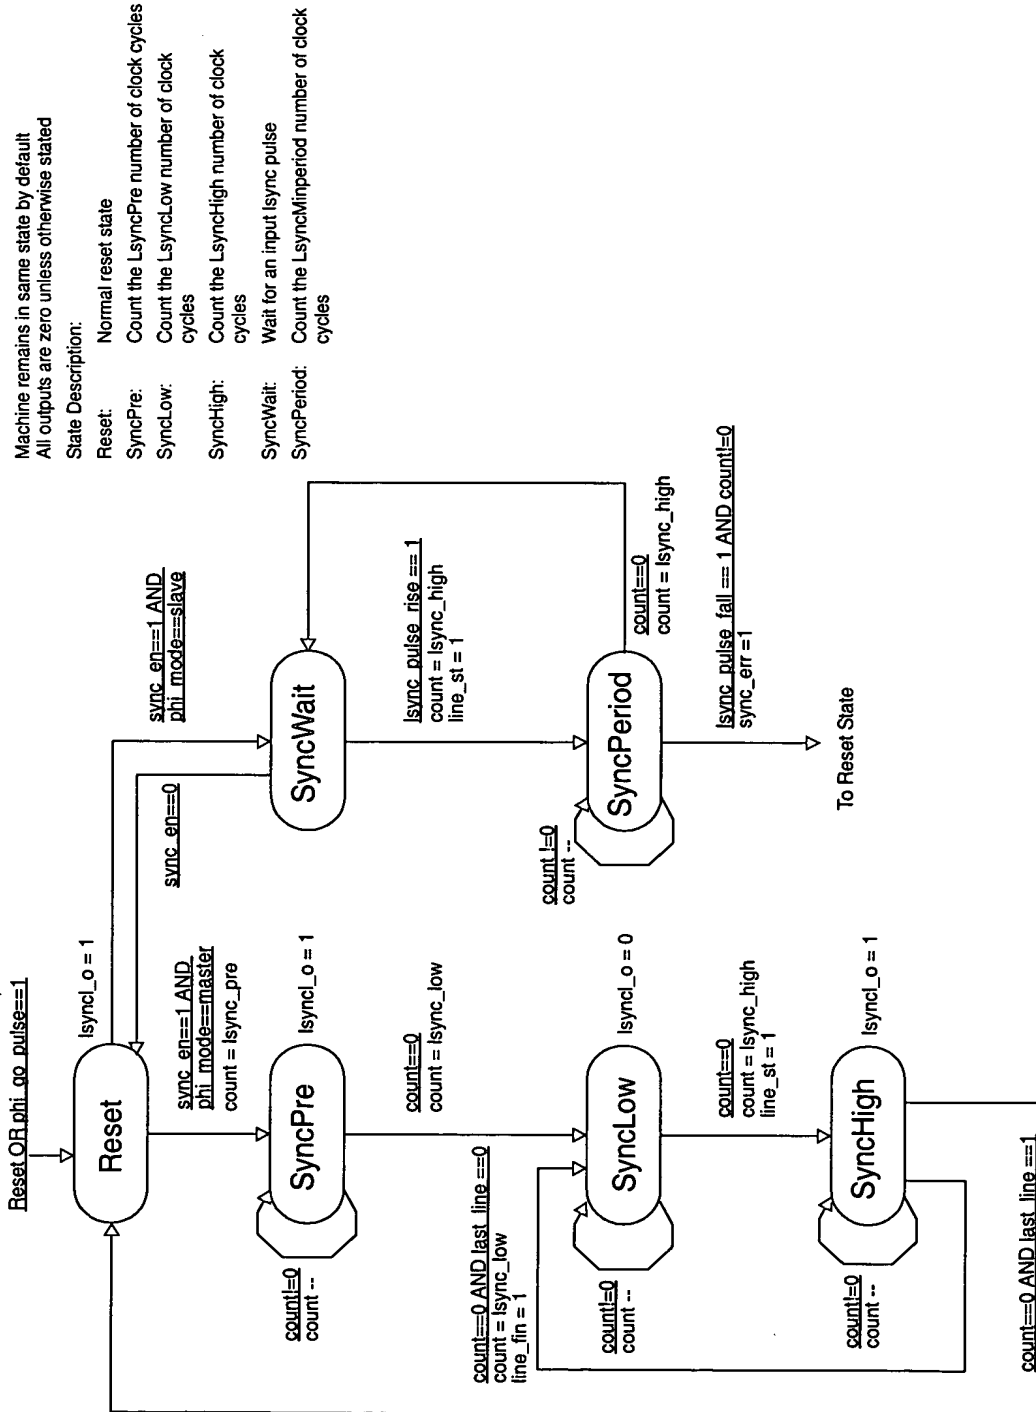 Machine remains in same state by default
All outputs are zero unless otherwise stated
State Description:
Reset: Normal reset state
SyncPre: Count the LsyncPre number of clock cycles
SyncLow: Count the LsyncLow number of clock
cycles
SyncHigh: Count the LsyncHigh number of clock
cycles
SyncWait: Wait for an input lsync pulse
SyncPeriod: Count the LsyncMinperiod number of clock
cycles
Reset OR phi_go_pulse==1
Reset
lsyncl_o = 1
sync_en==1 AND
phi_mode==slave
sync_en==0
sync_en==1 AND
phi_mode==master
count = lsync_pre
SyncPre
lsyncl_o = 1
count!=0
count --
count==0
count = lsync_low
SyncWait
lsync_pulse_rise == 1
count = lsync_high
line_st = 1
SyncPeriod
count !=0
count --
count==0
count = lsync_high
lsync_pulse_fall == 1 AND count!=0
sync_err =1
To Reset State
count==0 AND last_line ==0
count = lsync_low
line_fin = 1
SyncLow
lsyncl_o = 0
count!=0
count --
count==0
count = lsync_high
line_st = 1
SyncHigh
lsyncl_o = 1
count!=0
count --
count==0 AND last_line ==1